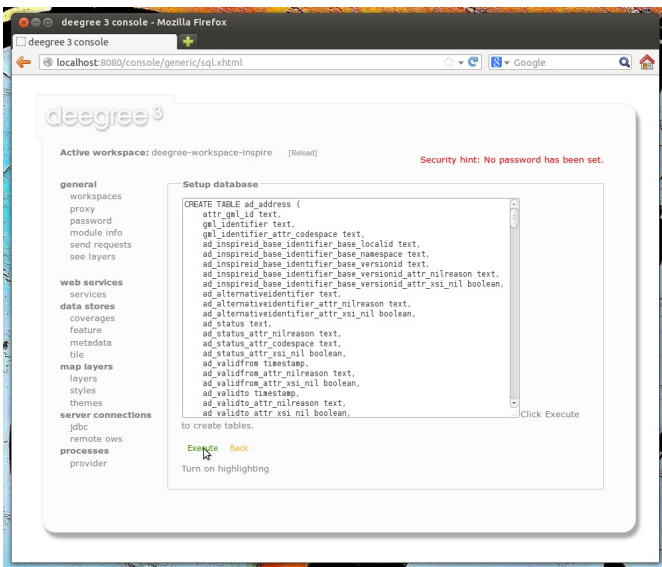 deegree 3 console - Mozilla Firefox
deegree 3 console
localhost:8080/console/generic/sql.xhtml
Google
deegree 3
Active workspace: deegree-workspace-inspire [Reload]
Security hint: No password has been set.
general
workspaces
proxy
password
module info
send requests
see layers
web services
services
data stores
coverages
feature
metadata
tile
map layers
layers
styles
themes
server connections
jdbc
remote ows
processes
provider
Setup database
CREATE TABLE ad_address (
attr_gml_id text,
gml_identifier text,
gml_identifier_attr_codespace text,
ad_inspireid_base_identifier_base_localid text,
ad_inspireid_base_identifier_base_namespace text,
ad_inspireid_base_identifier_base_versionid text,
ad_inspireid_base_identifier_base_versionid_attr_nilreason text,
ad_inspireid_base_identifier_base_versionid_attr_xsi_nil boolean,
ad_alternativeidentifier text,
ad_alternativeidentifier_attr_nilreason text,
ad_alternativeidentifier_attr_xsi_nil boolean,
ad_status text,
ad_status_attr_nilreason text,
ad_status_attr_codespace text,
ad_status_attr_xsi_nil boolean,
ad_validfrom timestamp,
ad_validfrom_attr_nilreason text,
ad_validfrom_attr_xsi_nil boolean,
ad_validto timestamp,
ad_validto_attr_nilreason text,
ad_validto_attr_xsi_nil boolean,
Click Execute
to create tables.
Execute Back
Turn on highlighting